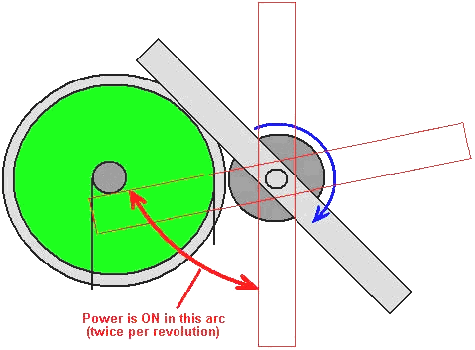 Power is ON in this arc
(twice per revolution)